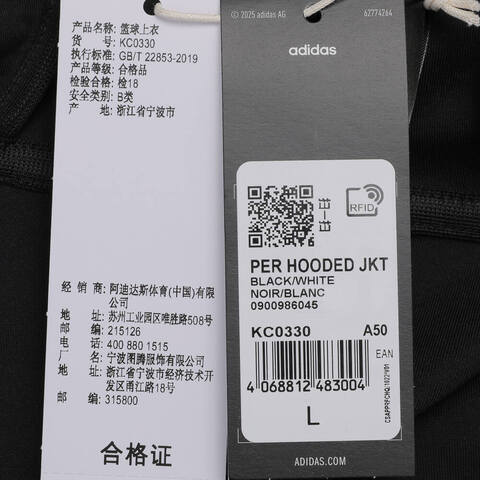 产品名称: 篮球上衣
货　　号: KC0330
执行标准: GB/T 22853-2019
产品等级: 合格品
检验合格: 检18
安全类别: B类
产　　地: 浙江省宁波市
经 销 商: 阿迪达斯体育(中国)有限
公司
地　　址: 苏州工业园区唯胜路508号
邮　　编: 215126
电　　话: 400 880 1515
厂　　名: 宁波图腾服饰有限公司
地　　址: 浙江省宁波市经济技术开
发区甬江路18号
邮　　编: 315800
合格证
© 2025 adidas AG
62774264
adidas
扫一扫
RFID
PER HOODED JKT
BLACK/WHITE
NOIR/BLANC
0900986045
KC0330 A50
EAN
4 068812 483004
L
ADIDAS.COM